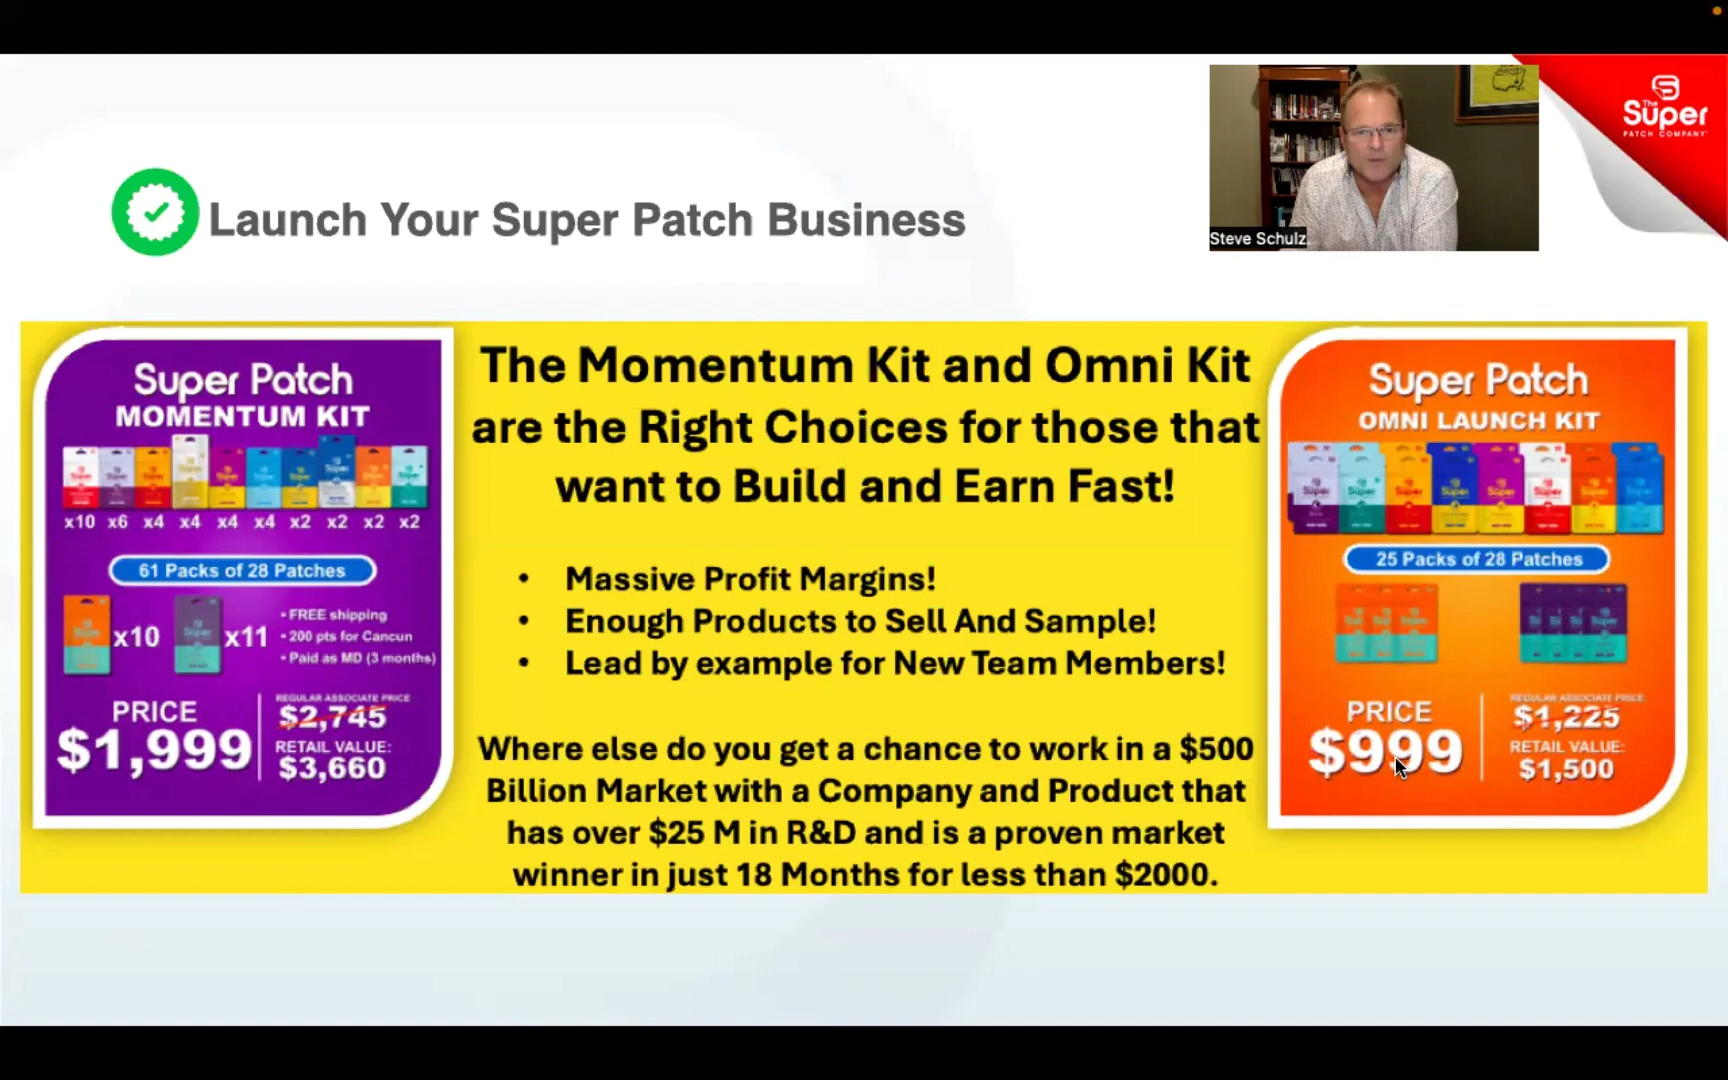 The
Super
PATCH COMPANY
Steve Schulz
Launch Your Super Patch Business
Super Patch
MOMENTUM KIT
x10 x6 x4 x4 x4 x4 x2 x2 x2 x2
61 Packs of 28 Patches
x10
x11
• FREE shipping
• 200 pts for Cancun
• Paid as MD (3 months)
PRICE
$1,999
REGULAR ASSOCIATE PRICE
$2,745
RETAIL VALUE:
$3,660
The Momentum Kit and Omni Kit
are the Right Choices for those that
want to Build and Earn Fast!
• Massive Profit Margins!
• Enough Products to Sell And Sample!
• Lead by example for New Team Members!
Where else do you get a chance to work in a $500
Billion Market with a Company and Product that
has over $25 M in R&D and is a proven market
winner in just 18 Months for less than $2000.
Super Patch
OMNI LAUNCH KIT
25 Packs of 28 Patches
PRICE
$999
REGULAR ASSOCIATE PRICE:
$1,225
RETAIL VALUE:
$1,500